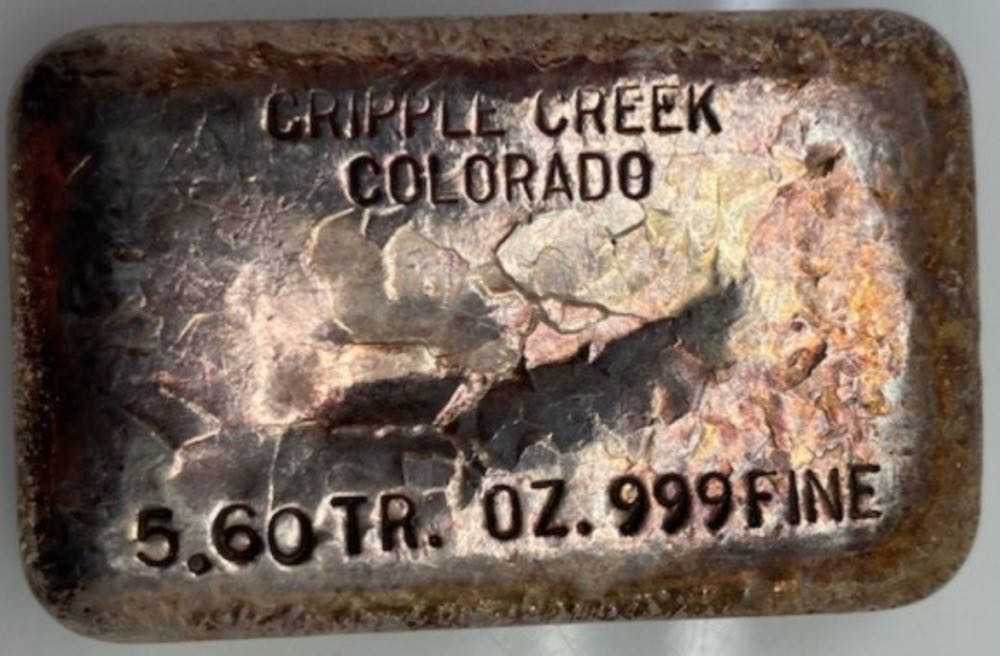 CRIPPLE CREEK
COLORADO
5.60 TR. OZ. 999 FINE